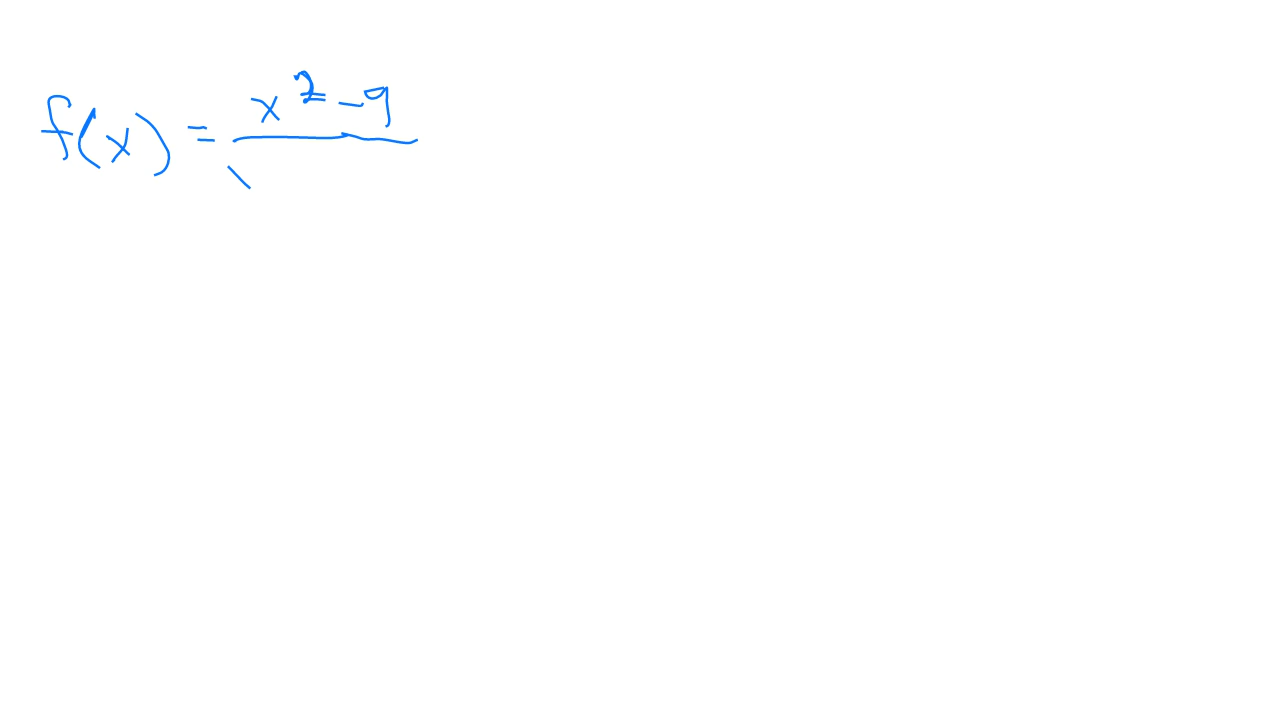 f(x) = x² - 9 / \